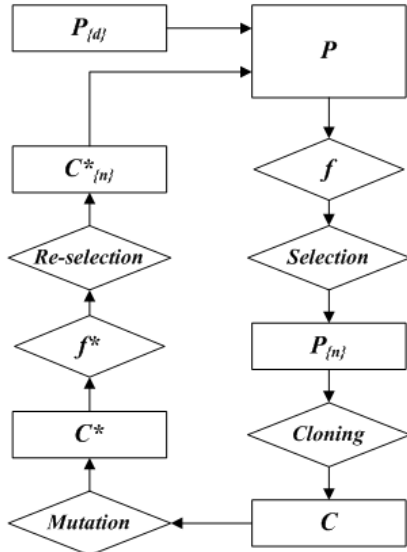 P{d}
P
C*{n}
f
Re-selection
Selection
f*
P{n}
C*
Cloning
Mutation
C